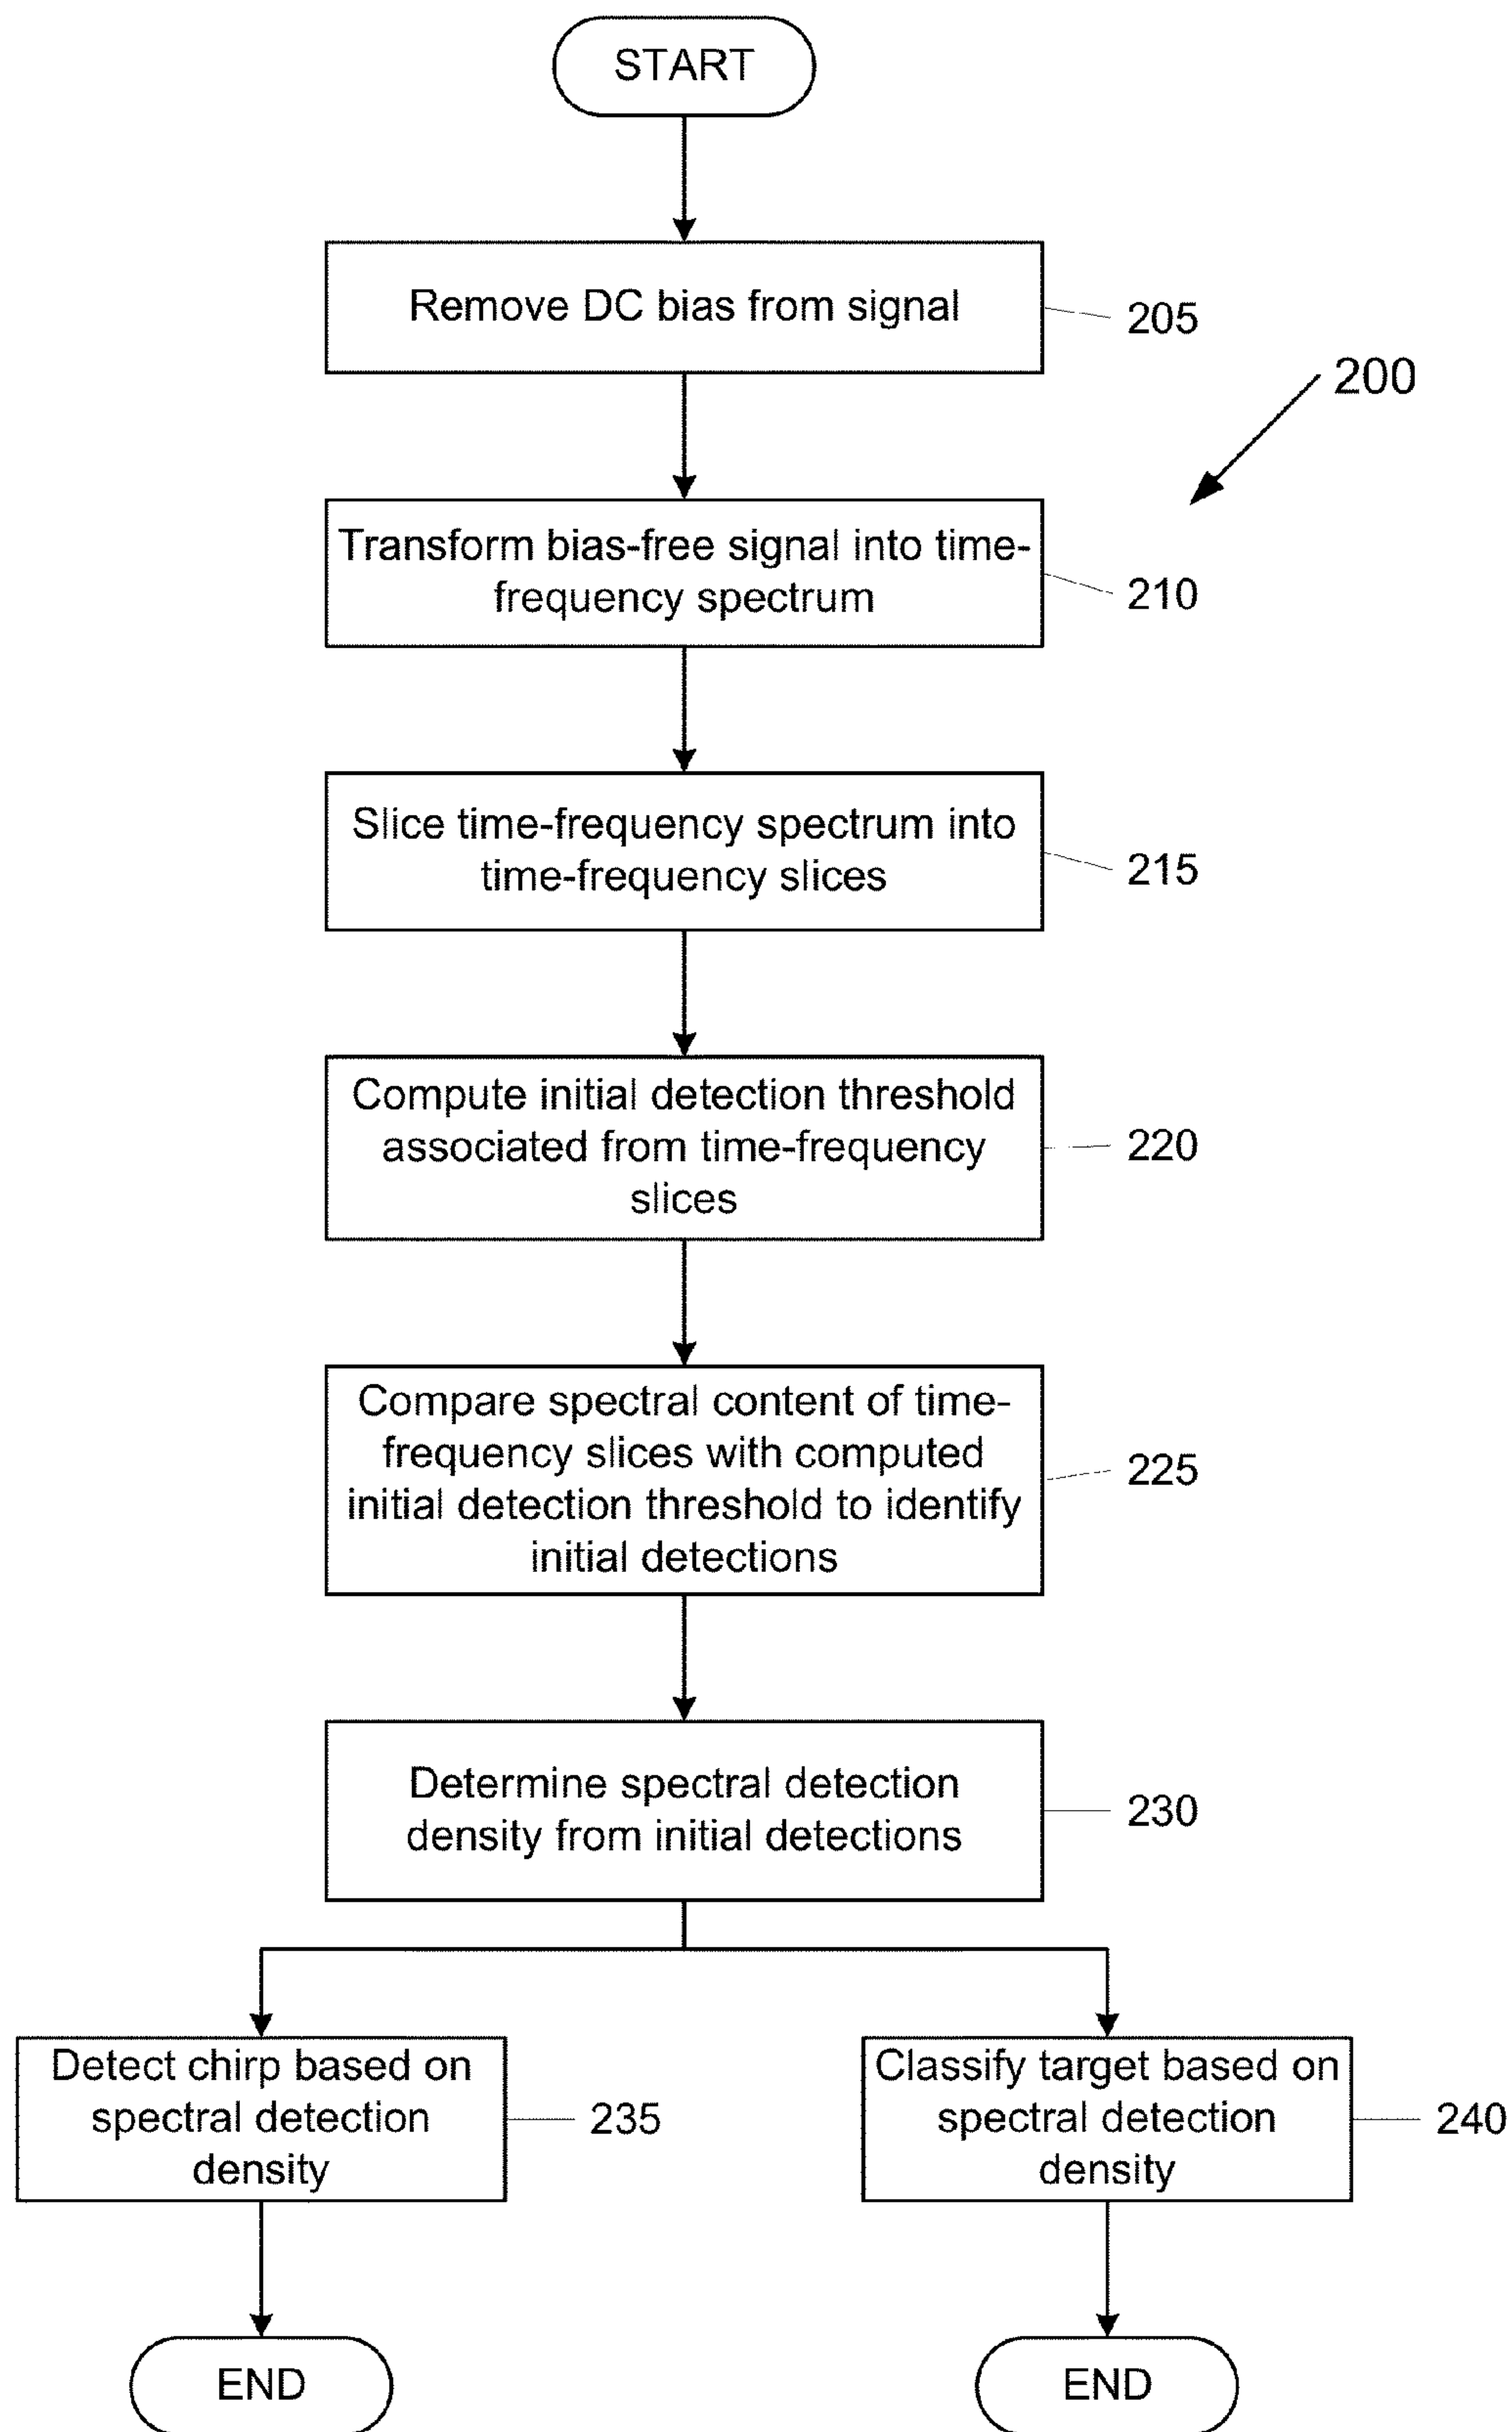 START
Remove DC bias from signal
205
200
Transform bias-free signal into time-
frequency spectrum
210
Slice time-frequency spectrum into
time-frequency slices
215
Compute initial detection threshold
associated from time-frequency
slices
220
Compare spectral content of time-
frequency slices with computed
initial detection threshold to identify
initial detections
225
Determine spectral detection
density from initial detections
230
Detect chirp based on
spectral detection
density
235
Classify target based on
spectral detection
density
240
END
END